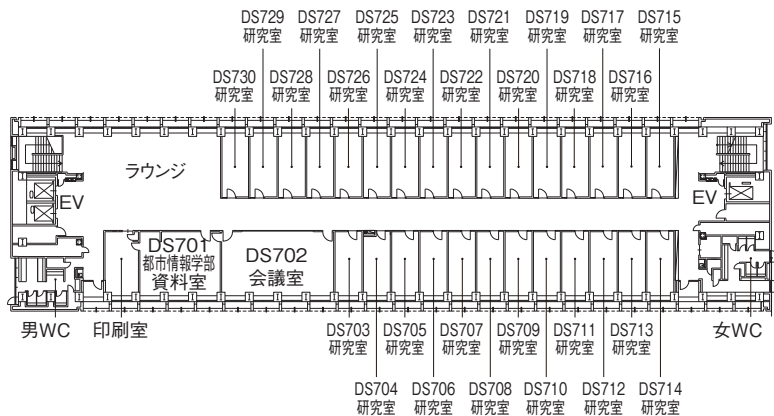 DS729
研究室
DS727
研究室
DS725
研究室
DS723
研究室
DS721
研究室
DS719
研究室
DS717
研究室
DS715
研究室
DS730
研究室
DS728
研究室
DS726
研究室
DS724
研究室
DS722
研究室
DS720
研究室
DS718
研究室
DS716
研究室
ラウンジ
EV
EV
DS701
都市情報学部
資料室
DS702
会議室
男WC
印刷室
DS703
研究室
DS705
研究室
DS707
研究室
DS709
研究室
DS711
研究室
DS713
研究室
女WC
DS704
研究室
DS706
研究室
DS708
研究室
DS710
研究室
DS712
研究室
DS714
研究室